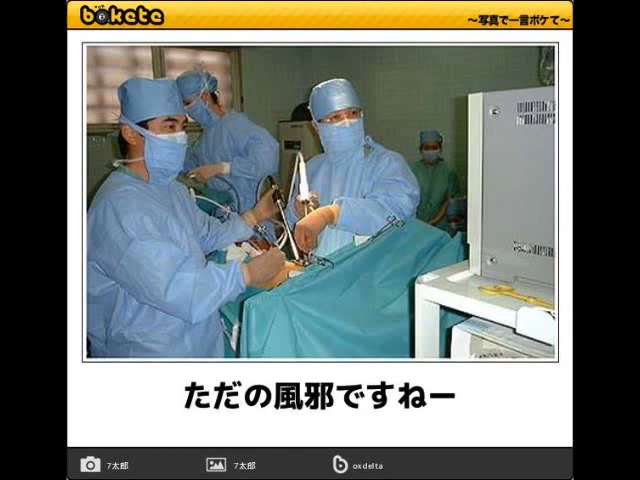 bokete
～写真で一言ボケて～
ただの風邪ですねー
7太郎
7太郎
oxdelta